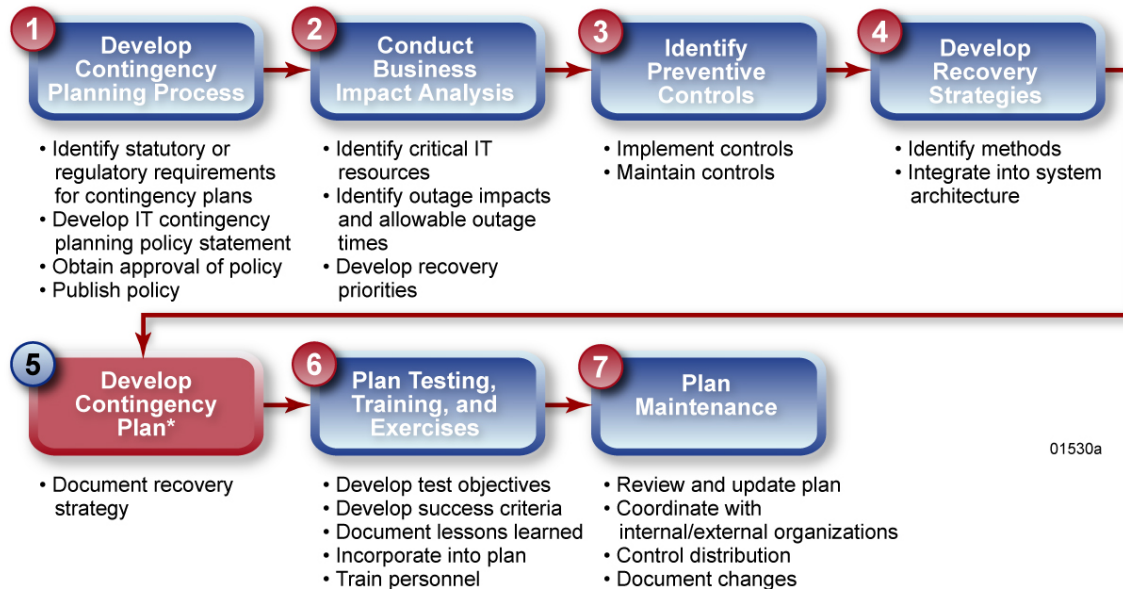 1
Develop
Contingency
Planning Process
• Identify statutory or
regulatory requirements
for contingency plans
• Develop IT contingency
planning policy statement
• Obtain approval of policy
• Publish policy
2
Conduct
Business
Impact Analysis
• Identify critical IT
resources
• Identify outage impacts
and allowable outage
times
• Develop recovery
priorities
3
Identify
Preventive
Controls
• Implement controls
• Maintain controls
4
Develop
Recovery
Strategies
• Identify methods
• Integrate into system
architecture
5
Develop
Contingency
Plan*
• Document recovery
strategy
6
Plan Testing,
Training, and
Exercises
• Develop test objectives
• Develop success criteria
• Document lessons learned
• Incorporate into plan
• Train personnel
7
Plan
Maintenance
• Review and update plan
• Coordinate with
internal/external organizations
• Control distribution
• Document changes
01530a